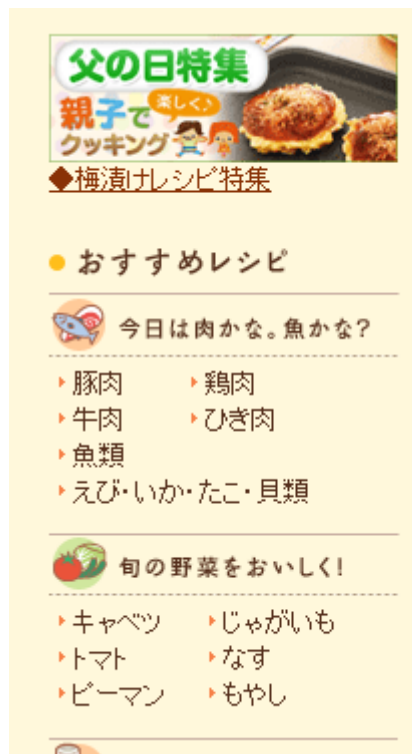 父の日特集
親子で
楽しく♪
クッキング
◆梅漬けレシピ特集
おすすめレシピ
今日は肉かな。魚かな?
豚肉 鶏肉
牛肉 ひき肉
魚類
えび・いか・たこ・貝類
旬の野菜をおいしく!
キャベツ じゃがいも
トマト なす
ピーマン もやし